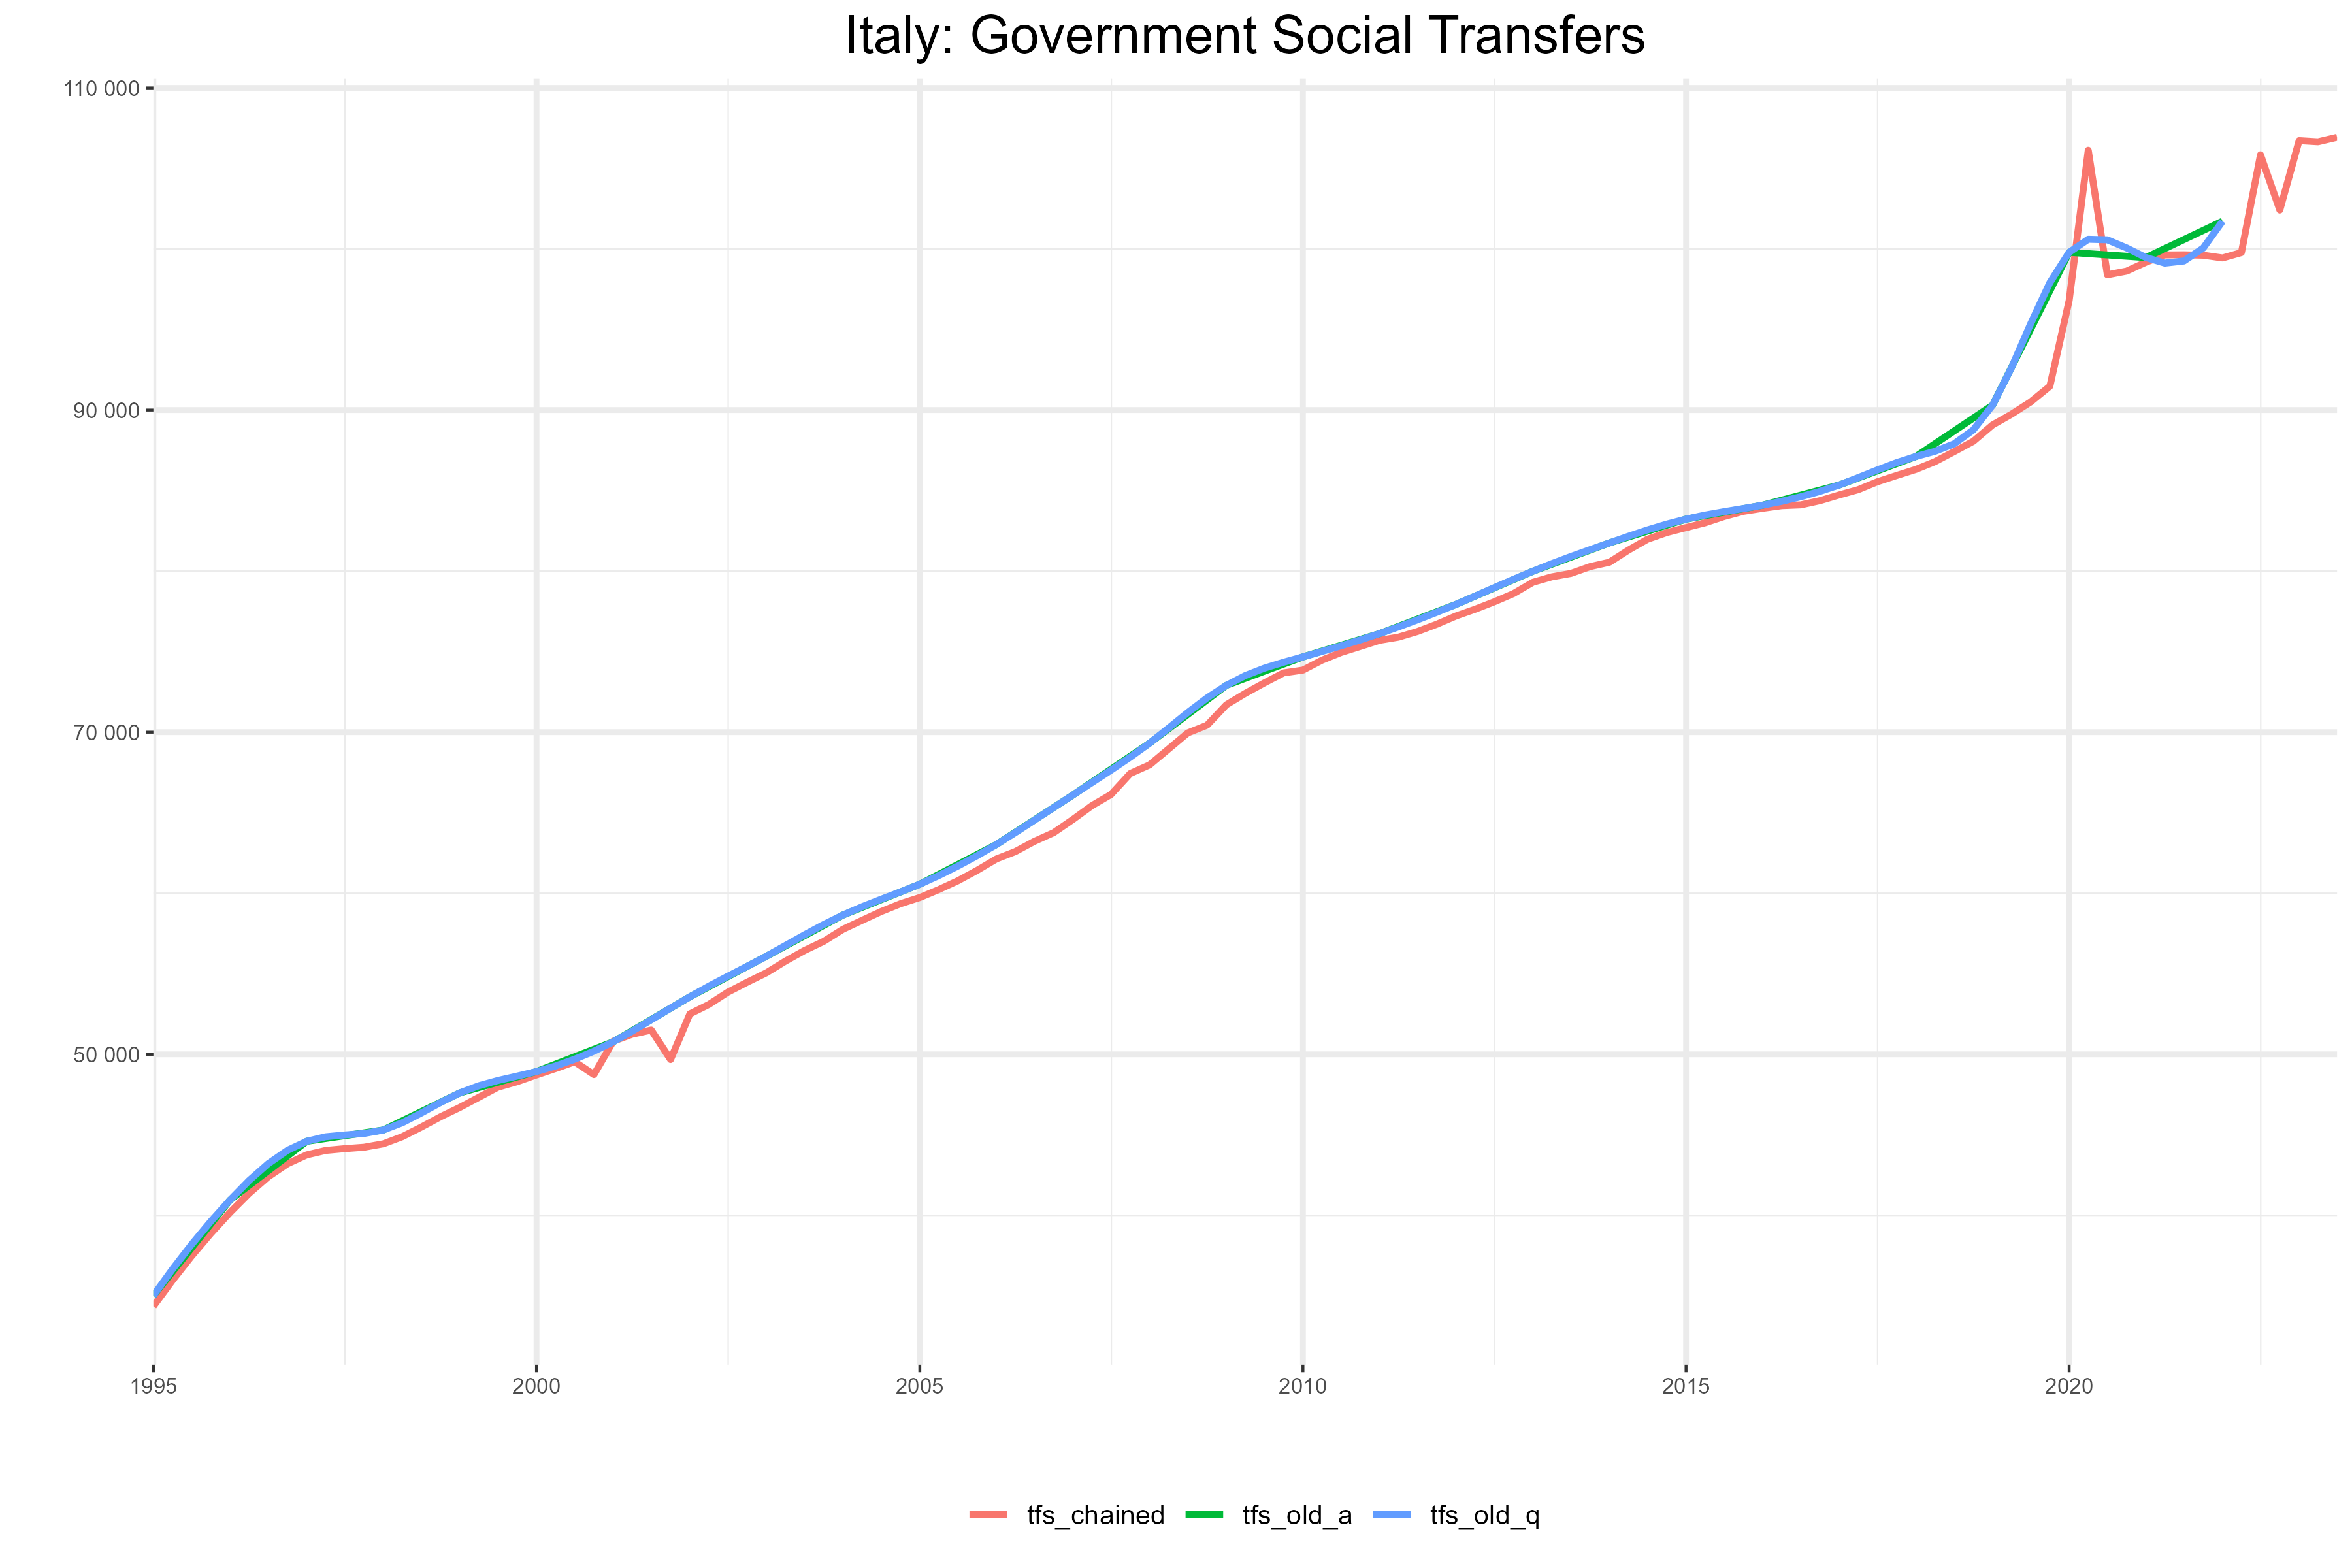 Italy: Government Social Transfers
110 000
90 000
70 000
50 000
1995 2000 2005 2010 2015 2020
tfs_chained tfs_old_a tfs_old_q